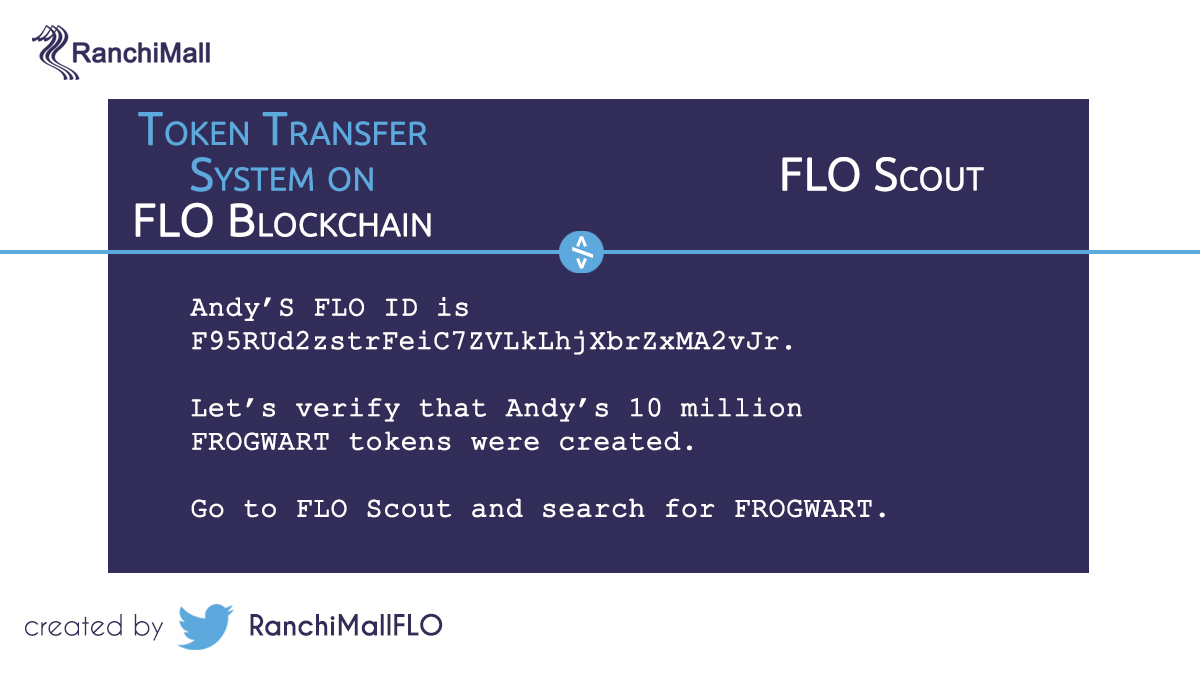 RanchiMall
Token Transfer
System on
FLO Blockchain
FLO Scout
Andy’S FLO ID is
F95RUd2zstrFeiC7ZVLkLhjXbrZxMA2vJr.
Let’s verify that Andy’s 10 million
FROGWART tokens were created.
Go to FLO Scout and search for FROGWART.
created by RanchiMallFLO